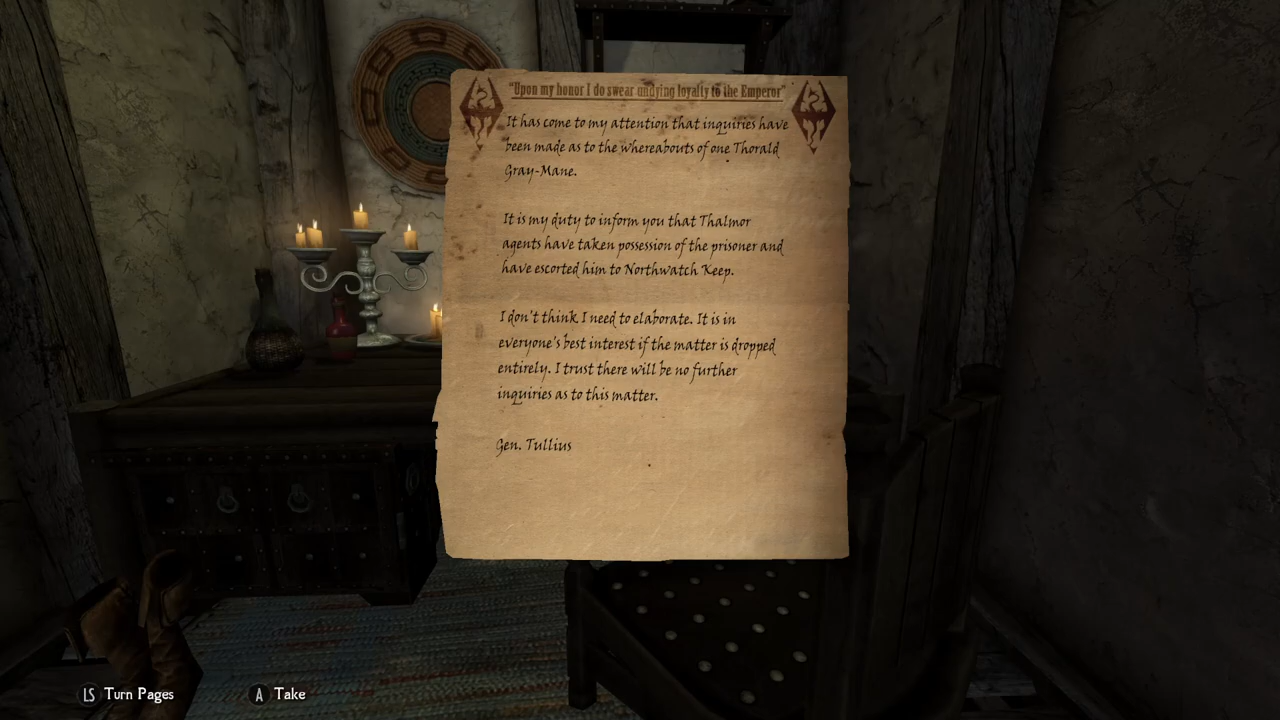 "Upon my honor I do swear undying loyalty to the Emperor"
It has come to my attention that inquiries have
been made as to the whereabouts of one Thorald
Gray-Mane.
It is my duty to inform you that Thalmor
agents have taken possession of the prisoner and
have escorted him to Northwatch Keep.
I don't think I need to elaborate. It is in
everyone's best interest if the matter is dropped
entirely. I trust there will be no further
inquiries as to this matter.
Gen. Tullius
LS Turn Pages
A Take